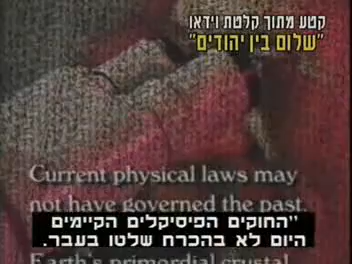 קטע מתוך קלטת וידאו
"שלום בין יהודים"
Current physical laws may
not have governed the past.
"החוקים הפיסיקלים הקיימים
היום לא בהכרח שלטו בעבר.
Earth's primordial crystal